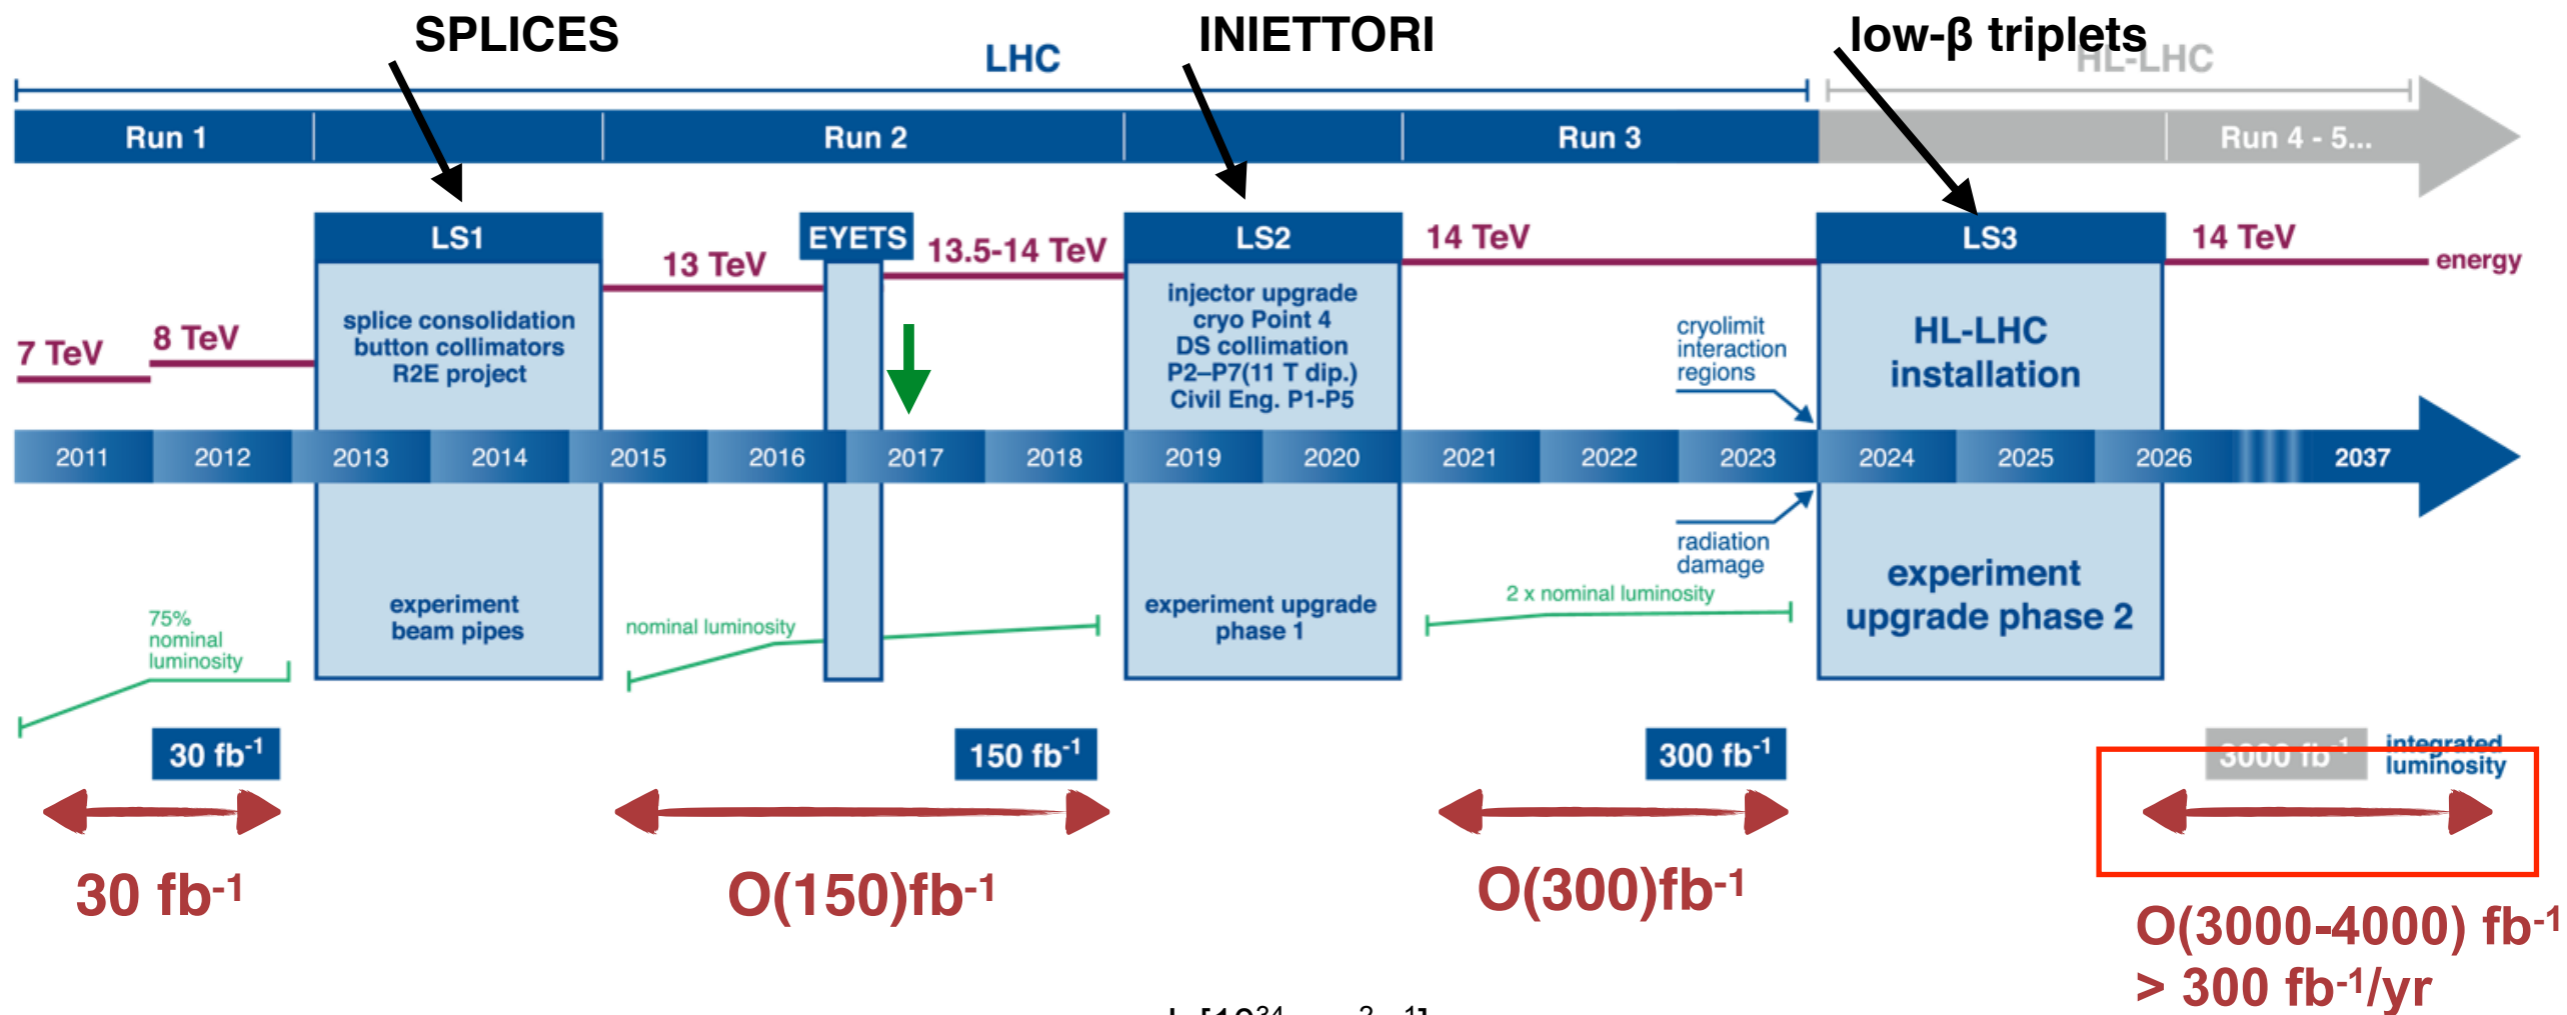 SPLICES
INIETTORI
low-β triplets
LHC
HL-LHC
Run 1
Run 2
Run 3
Run 4 - 5...
LS1
EYETS
LS2
LS3
7 TeV
8 TeV
13 TeV
13.5-14 TeV
14 TeV
14 TeV
energy
splice consolidation
button collimators
R2E project
injector upgrade
cryo Point 4
DS collimation
P2–P7(11 T dip.)
Civil Eng. P1-P5
cryolimit
interaction
regions
HL-LHC
installation
2011
2012
2013
2014
2015
2016
2017
2018
2019
2020
2021
2022
2023
2024
2025
2026
2037
radiation
damage
75%
nominal
luminosity
experiment
beam pipes
nominal luminosity
experiment upgrade
phase 1
2 x nominal luminosity
experiment
upgrade phase 2
30 fb⁻¹
150 fb⁻¹
300 fb⁻¹
3000 fb⁻¹
integrated
luminosity
30 fb⁻¹
O(150)fb⁻¹
O(300)fb⁻¹
O(3000-4000) fb⁻¹
> 300 fb⁻¹/yr